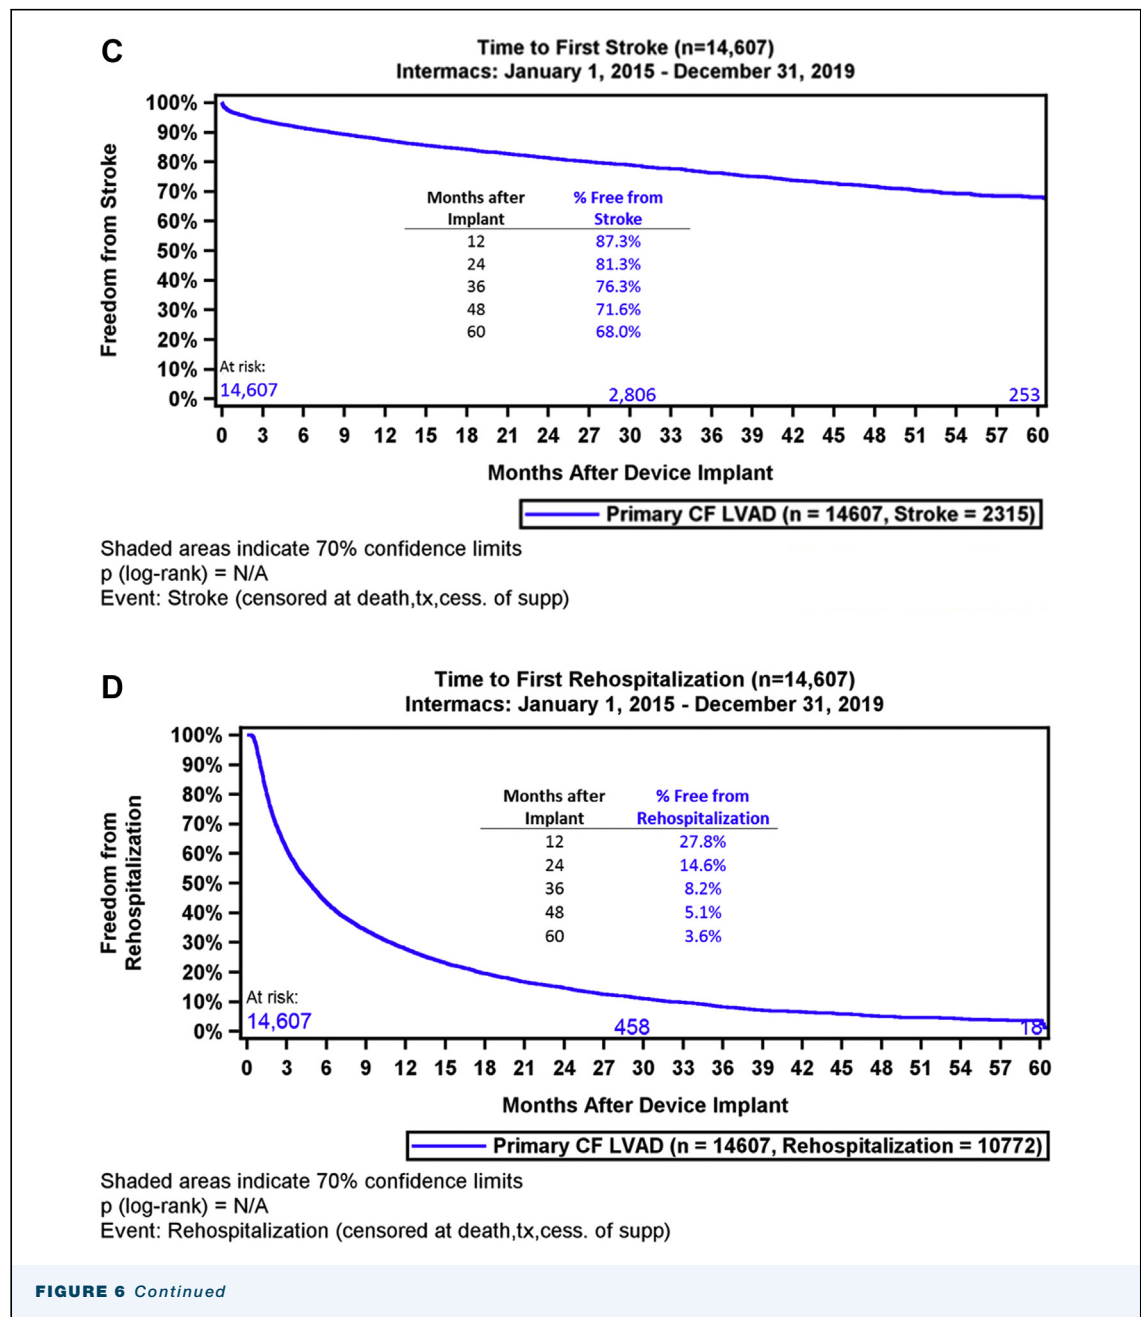 C
Time to First Stroke (n=14,607)
Intermacs: January 1, 2015 - December 31, 2019
Freedom from Stroke
100%
90%
80%
70%
60%
50%
40%
30%
20%
10%
0%
Months after % Free from
Implant Stroke
12 87.3%
24 81.3%
36 76.3%
48 71.6%
60 68.0%
At risk:
14,607 2,806 253
0 3 6 9 12 15 18 21 24 27 30 33 36 39 42 45 48 51 54 57 60
Months After Device Implant
Primary CF LVAD (n = 14607, Stroke = 2315)
Shaded areas indicate 70% confidence limits
p (log-rank) = N/A
Event: Stroke (censored at death,tx,cess. of supp)
D
Time to First Rehospitalization (n=14,607)
Intermacs: January 1, 2015 - December 31, 2019
Freedom from
Rehospitalization
100%
90%
80%
70%
60%
50%
40%
30%
20%
10%
0%
Months after % Free from
Implant Rehospitalization
12 27.8%
24 14.6%
36 8.2%
48 5.1%
60 3.6%
At risk:
14,607 458 18
0 3 6 9 12 15 18 21 24 27 30 33 36 39 42 45 48 51 54 57 60
Months After Device Implant
Primary CF LVAD (n = 14607, Rehospitalization = 10772)
Shaded areas indicate 70% confidence limits
p (log-rank) = N/A
Event: Rehospitalization (censored at death,tx,cess. of supp)
FIGURE 6 Continued